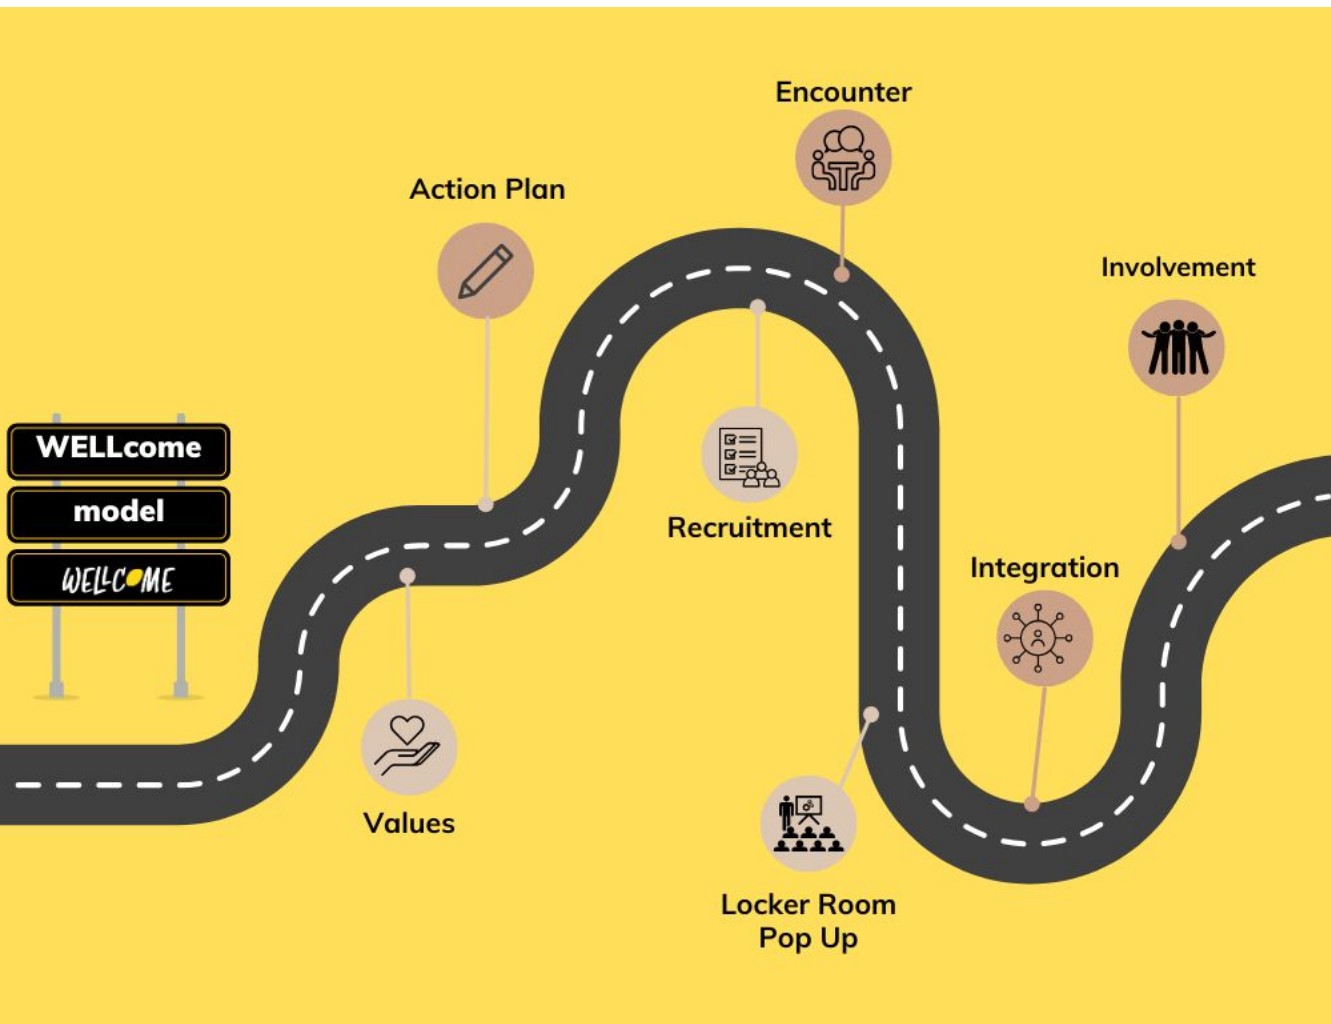 WELLcome
model
WELLCOME
Values
Action Plan
Recruitment
Encounter
Locker Room
Pop Up
Integration
Involvement